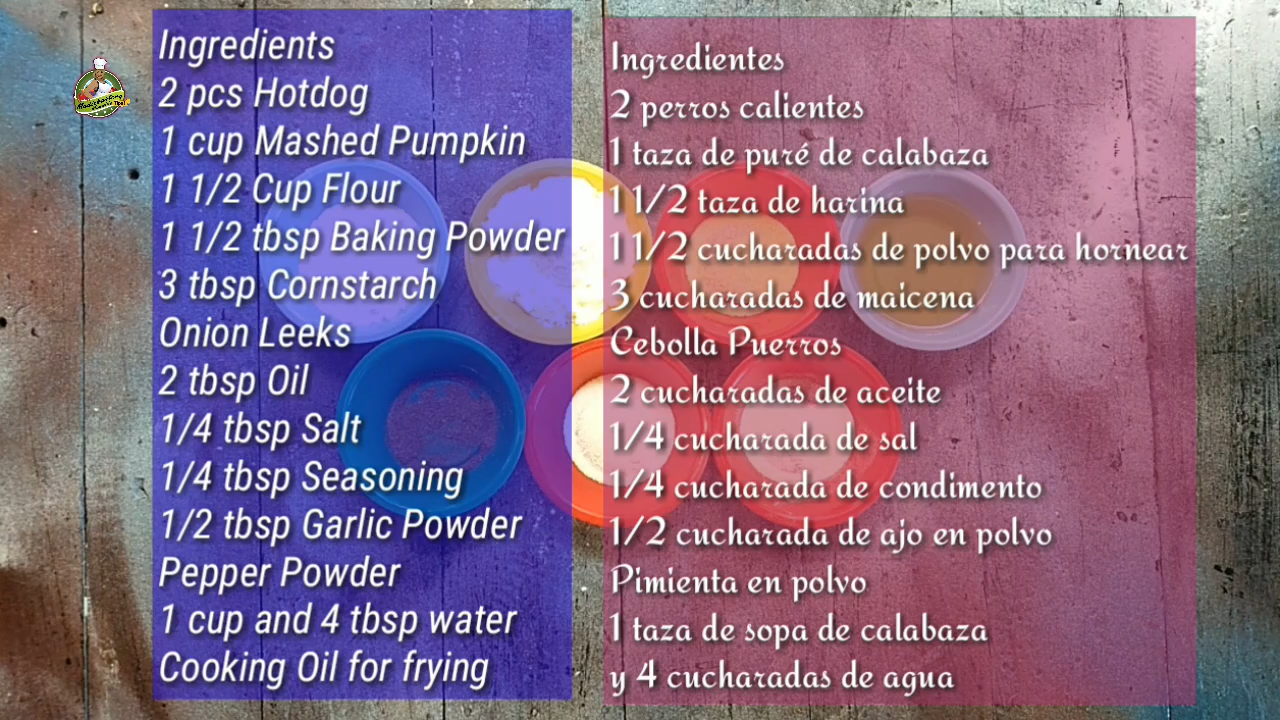 Ingredients
2 pcs Hotdog
1 cup Mashed Pumpkin
1 1/2 Cup Flour
1 1/2 tbsp Baking Powder
3 tbsp Cornstarch
Onion Leeks
2 tbsp Oil
1/4 tbsp Salt
1/4 tbsp Seasoning
1/2 tbsp Garlic Powder
Pepper Powder
1 cup and 4 tbsp water
Cooking Oil for frying
Ingredientes
2 perros calientes
1 taza de puré de calabaza
1 1/2 taza de harina
1 1/2 cucharadas de polvo para hornear
3 cucharadas de maicena
Cebolla Puerros
2 cucharadas de aceite
1/4 cucharada de sal
1/4 cucharada de condimento
1/2 cucharada de ajo en polvo
Pimienta en polvo
1 taza de sopa de calabaza
y 4 cucharadas de agua